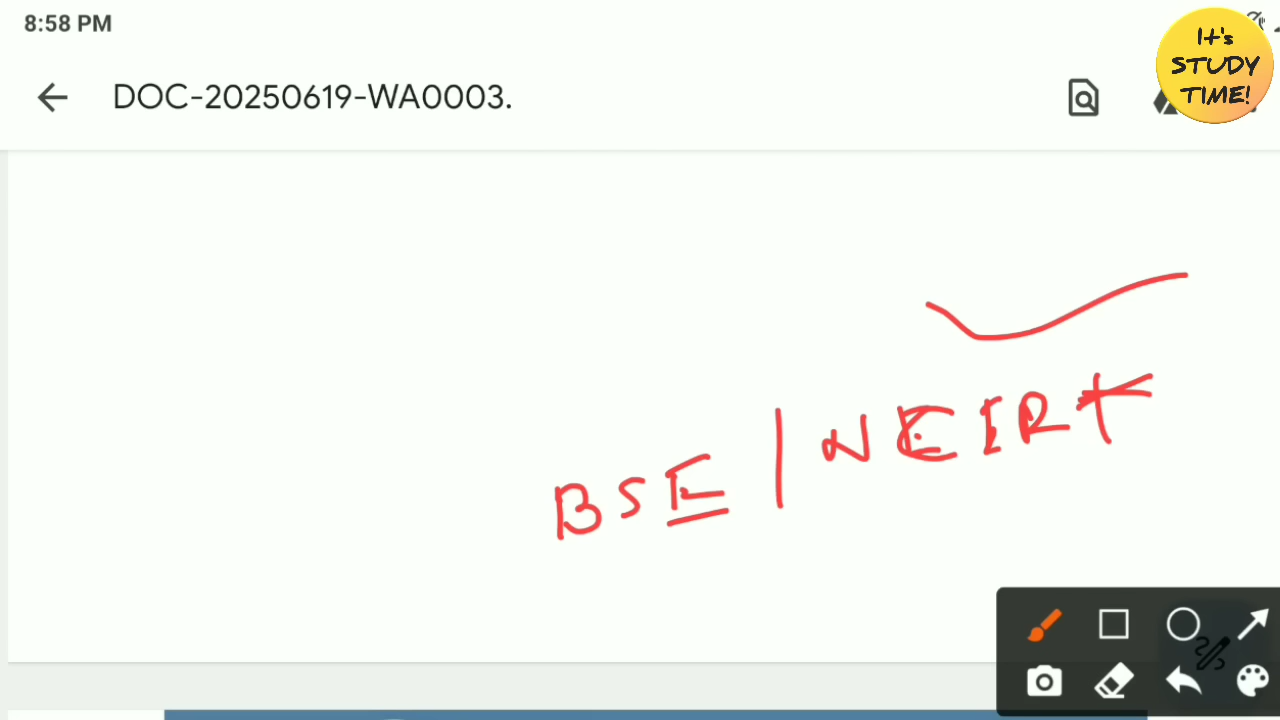 8:58 PM
It's
STUDY
TIME!
DOC-20250619-WA0003.
BSE | NCERT